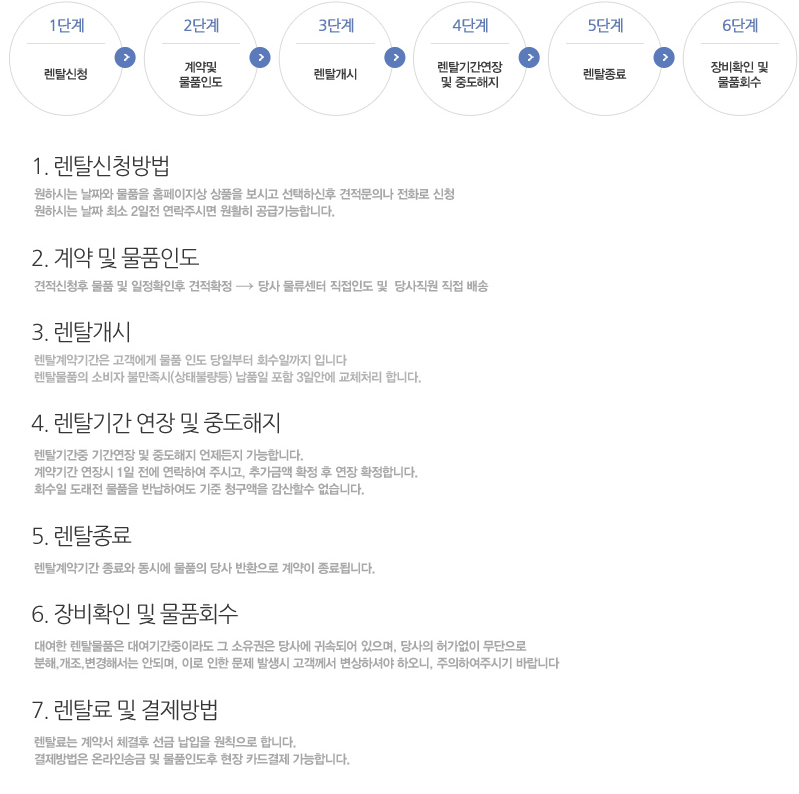 1단계
렌탈신청
2단계
계약및
물품인도
3단계
렌탈개시
4단계
렌탈기간연장
및 중도해지
5단계
렌탈종료
6단계
장비확인 및
물품회수
1. 렌탈신청방법
원하시는 날짜와 물품을 홈페이지상 상품을 보시고 선택하신후 견적문의나 전화로 신청
원하시는 날짜 최소 2일전 연락주시면 원활히 공급가능합니다.
2. 계약 및 물품인도
견적신청후 물품 및 일정확인후 견적확정 → 당사 물류센터 직접인도 및 당사직원 직접 배송
3. 렌탈개시
렌탈계약기간은 고객에게 물품 인도 당일부터 회수일까지 입니다
렌탈물품의 소비자 불만족시(상태불량등) 납품일 포함 3일안에 교체처리 합니다.
4. 렌탈기간 연장 및 중도해지
렌탈기간중 기간연장 및 중도해지 언제든지 가능합니다.
계약기간 연장시 1일 전에 연락하여 주시고, 추가금액 확정 후 연장 확정합니다.
회수일 도래전 물품을 반납하여도 기준 청구액을 감산할수 없습니다.
5. 렌탈종료
렌탈계약기간 종료와 동시에 물품의 당사 반환으로 계약이 종료됩니다.
6. 장비확인 및 물품회수
대여한 렌탈물품은 대여기간중이라도 그 소유권은 당사에 귀속되어 있으며, 당사의 허가없이 무단으로
분해,개조,변경해서는 안되며, 이로 인한 문제 발생시 고객께서 변상하셔야 하오니, 주의하여주시기 바랍니다
7. 렌탈료 및 결제방법
렌탈료는 계약서 체결후 선금 납입을 원칙으로 합니다.
결제방법은 온라인송금 및 물품인도후 현장 카드결제 가능합니다.